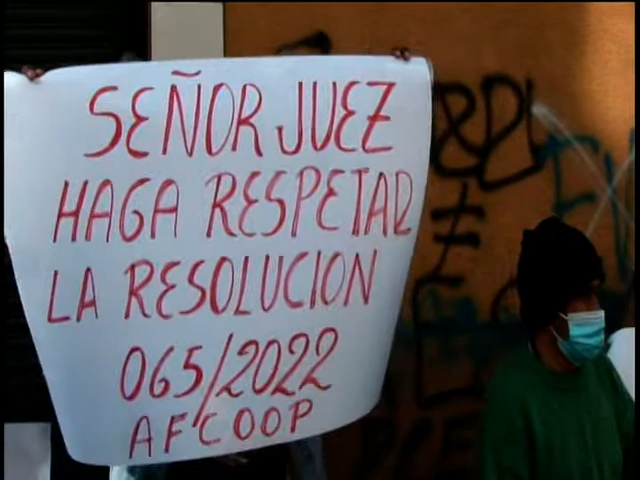 SEÑOR JUEZ
HAGA RESPETAR
LA RESOLUCION
065/2022
AFCOOP